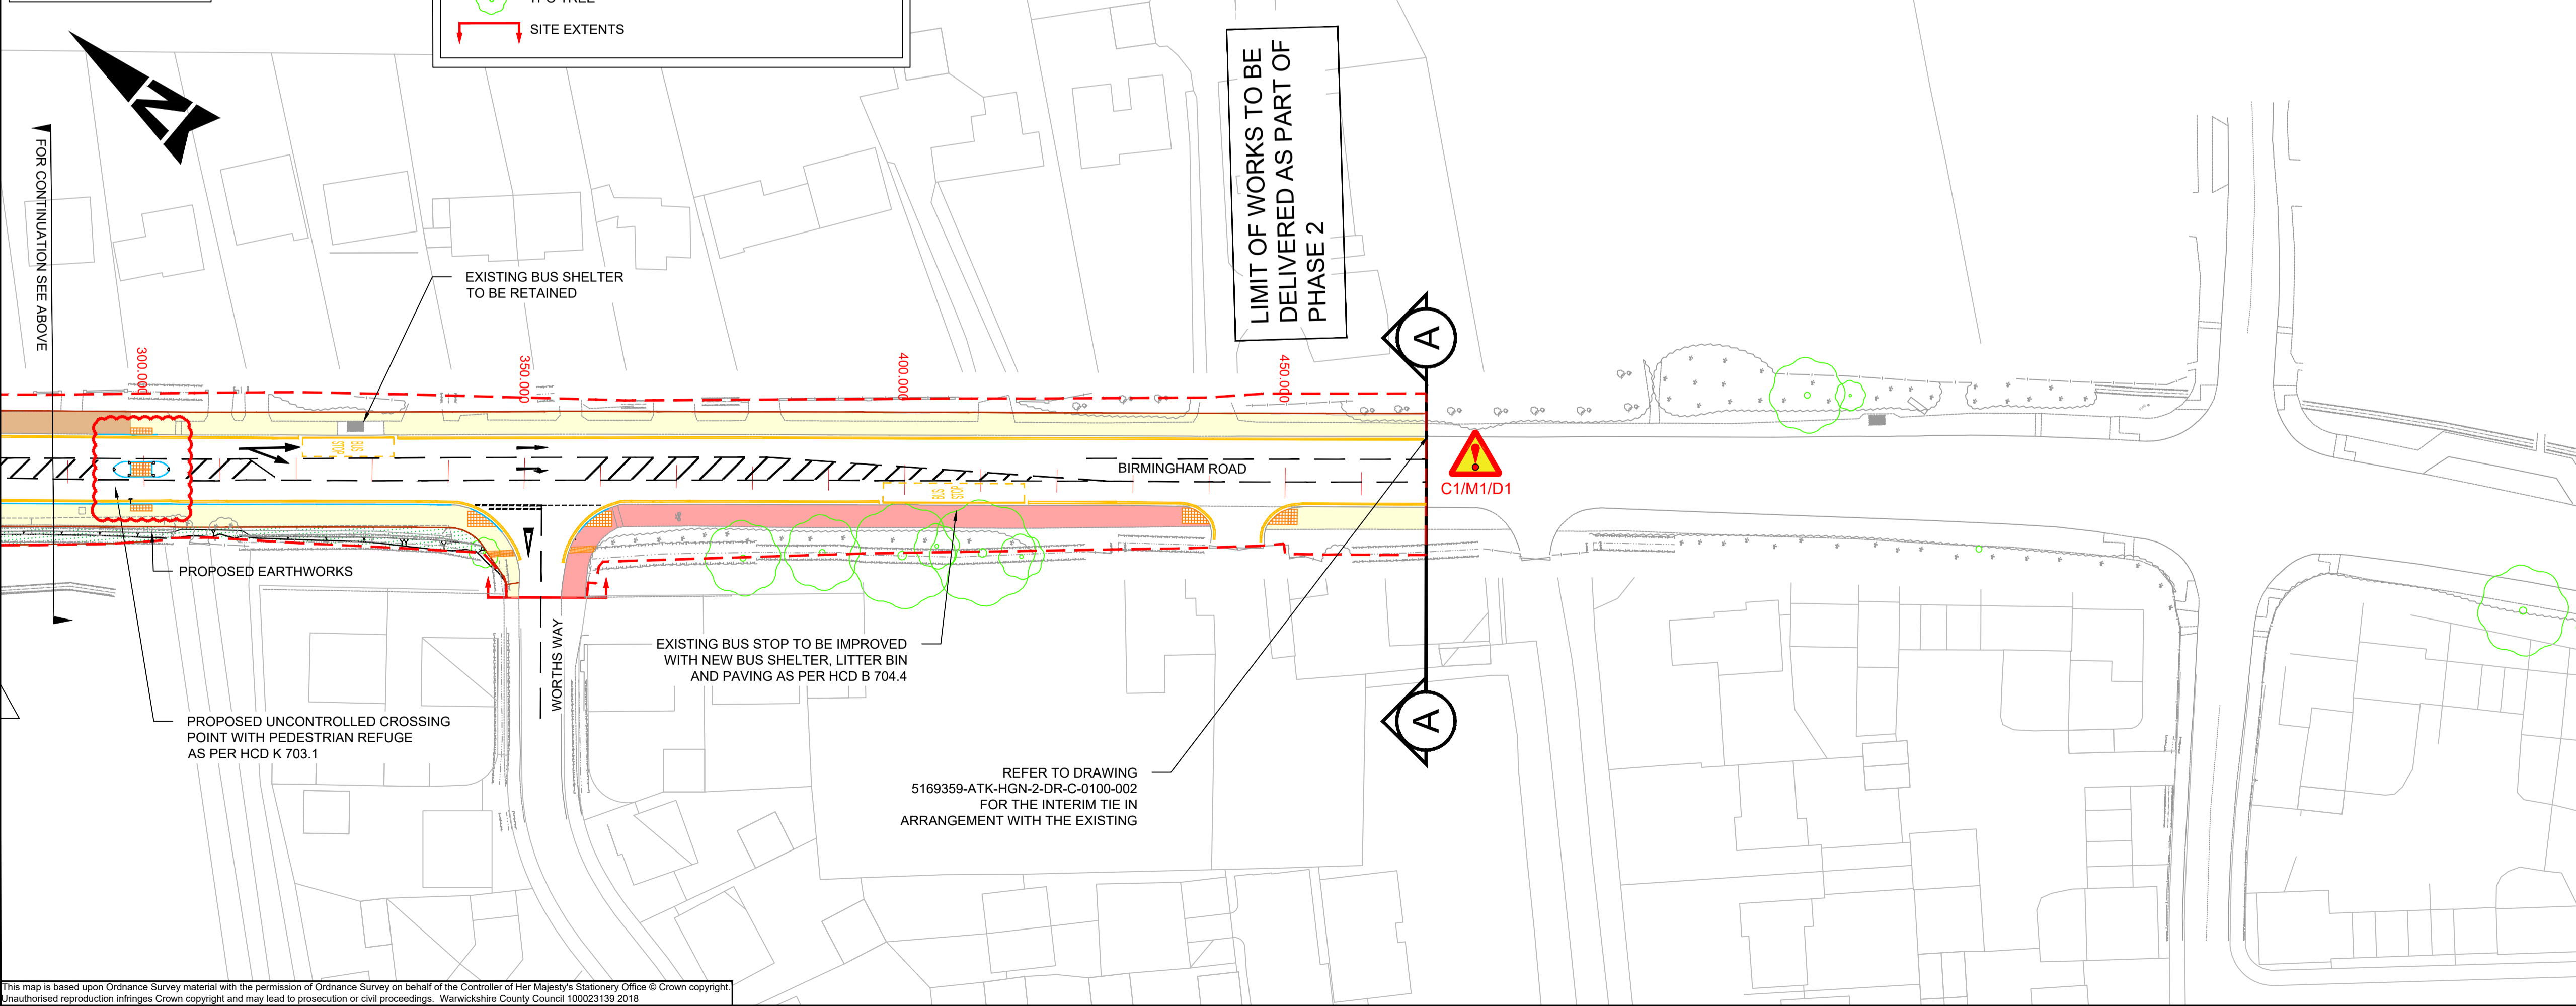 TPO TREE
SITE EXTENTS
N
FOR CONTINUATION SEE ABOVE
LIMIT OF WORKS TO BE
DELIVERED AS PART OF
PHASE 2
EXISTING BUS SHELTER
TO BE RETAINED
A
300.000
350.000
400.000
450.000
BUS
STOP
BIRMINGHAM ROAD
C1/M1/D1
BUS
STOP
PROPOSED EARTHWORKS
WORTHS WAY
EXISTING BUS STOP TO BE IMPROVED
WITH NEW BUS SHELTER, LITTER BIN
AND PAVING AS PER HCD B 704.4
A
PROPOSED UNCONTROLLED CROSSING
POINT WITH PEDESTRIAN REFUGE
AS PER HCD K 703.1
REFER TO DRAWING
5169359-ATK-HGN-2-DR-C-0100-002
FOR THE INTERIM TIE IN
ARRANGEMENT WITH THE EXISTING
This map is based upon Ordnance Survey material with the permission of Ordnance Survey on behalf of the Controller of Her Majesty's Stationery Office © Crown copyright.
Unauthorised reproduction infringes Crown copyright and may lead to prosecution or civil proceedings. Warwickshire County Council 100023139 2018